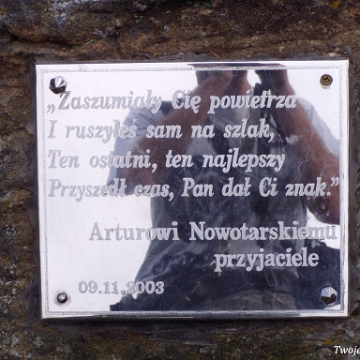 „Zaszumiały Cię powietrza
I ruszyłeś sam na szlak,
Ten ostatni, ten najlepszy
Przyszedł czas, Pan dał Ci znak."
Arturowi Nowotarskiemu
przyjaciele
09.11.2003